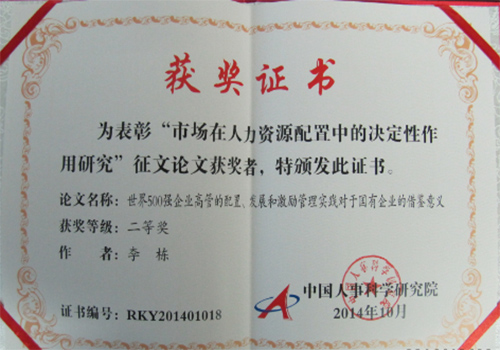 获奖证书
为表彰“市场在人力资源配置中的决定性作
用研究”征文论文获奖者，特颁发此证书。
论文名称：世界500强企业高管的配置、发展和激励管理实践对于国有企业的借鉴意义
获奖等级：二等奖
作　　者：李栋
中国人事科学研究院
证书编号：RKY201401018
2014年10月